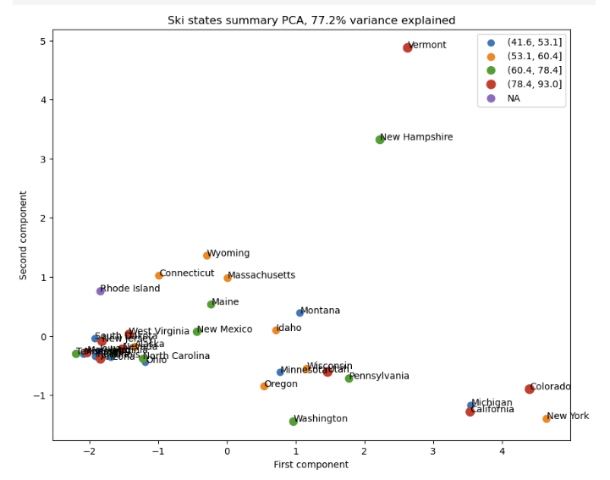 Ski states summary PCA, 77.2% variance explained
5
Vermont
(41.6, 53.1]
(53.1, 60.4]
(60.4, 78.4]
(78.4, 93.0]
NA
4
New Hampshire
3
2
Wyoming
Connecticut
Massachusetts
1
Rhode Island
Maine
Montana
West Virginia
New Mexico
Idaho
0
North Carolina
Ohio
Wisconsin
Minnesota
Pennsylvania
Oregon
Colorado
−1
Michigan
California
New York
Washington
Second component
−2
−1
0
1
2
3
4
First component